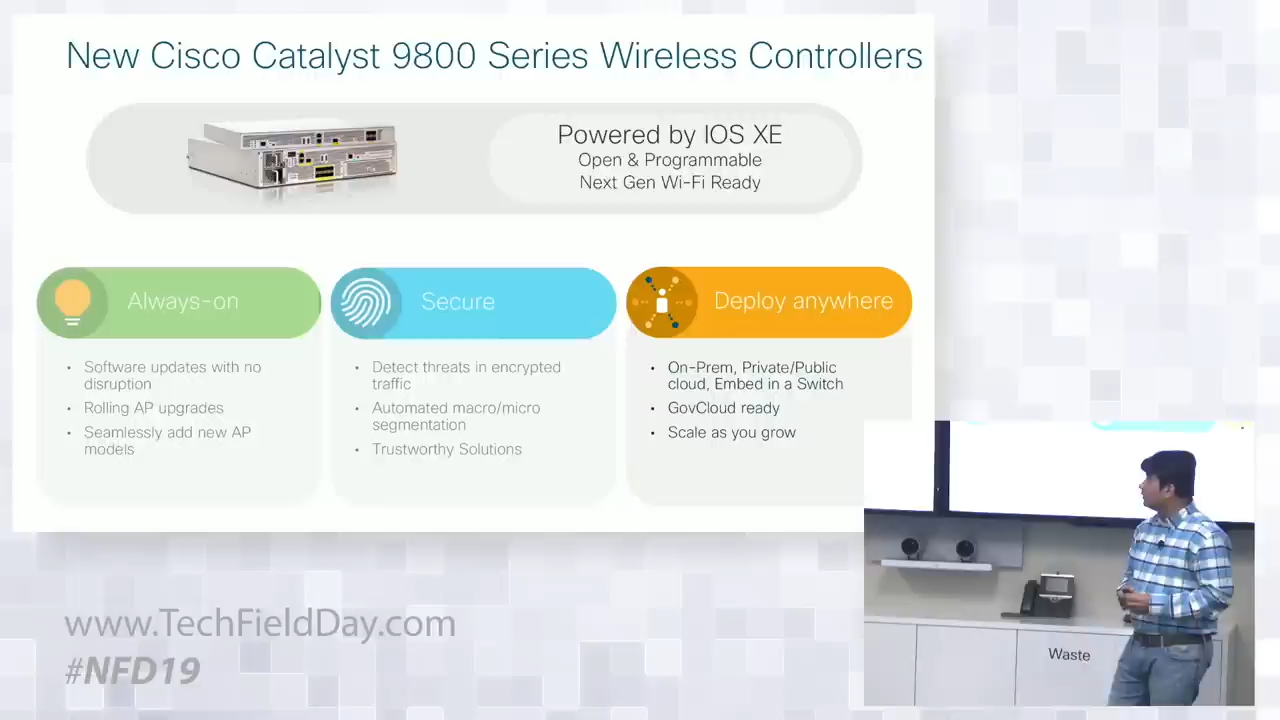 New Cisco Catalyst 9800 Series Wireless Controllers
Powered by IOS XE
Open & Programmable
Next Gen Wi-Fi Ready
Always-on
• Software updates with no
disruption
• Rolling AP upgrades
• Seamlessly add new AP
models
Secure
• Detect threats in encrypted
traffic
• Automated macro/micro
segmentation
• Trustworthy Solutions
Deploy anywhere
• On-Prem, Private/Public
cloud, Embed in a Switch
• GovCloud ready
• Scale as you grow
Waste
www.TechFieldDay.com
#NFD19